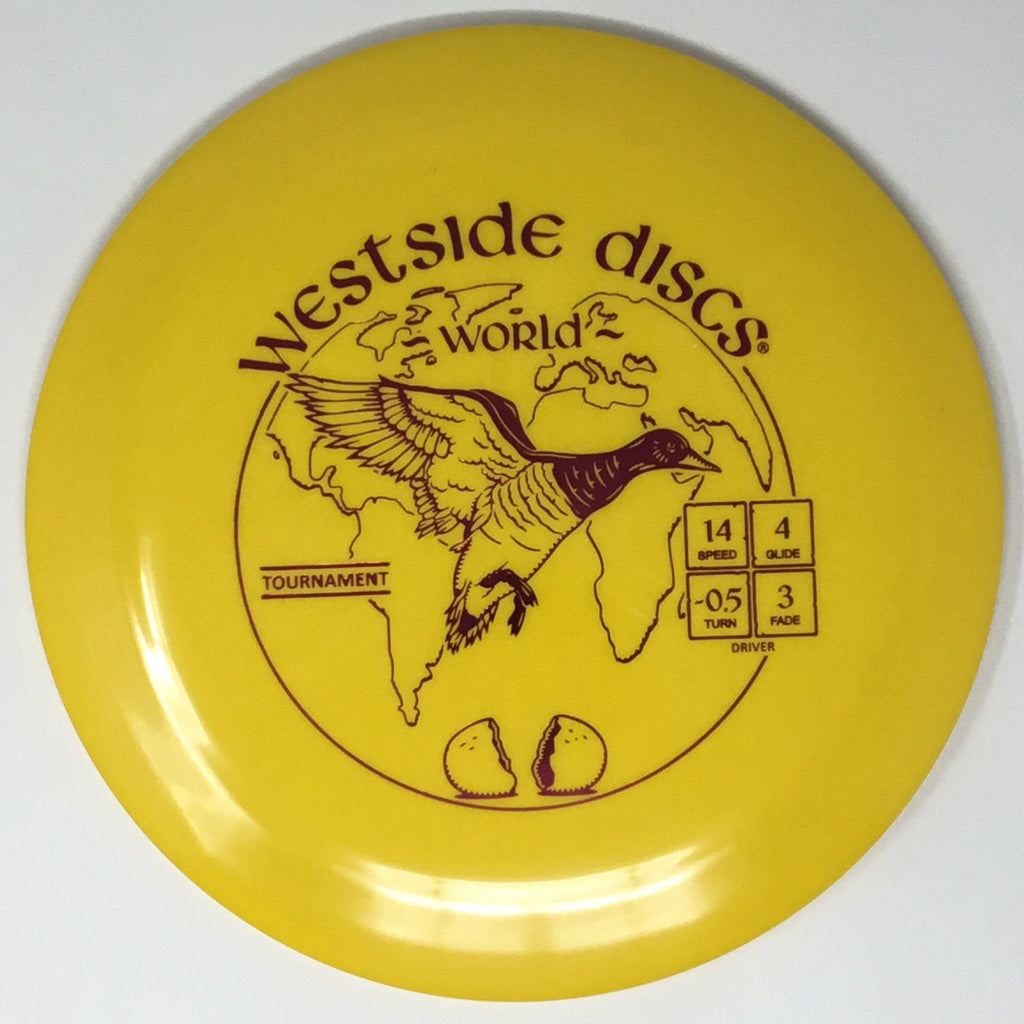 Westside discs®
~ World ~
14 4
SPEED GLIDE
-0.5 3
TURN FADE
DRIVER
TOURNAMENT